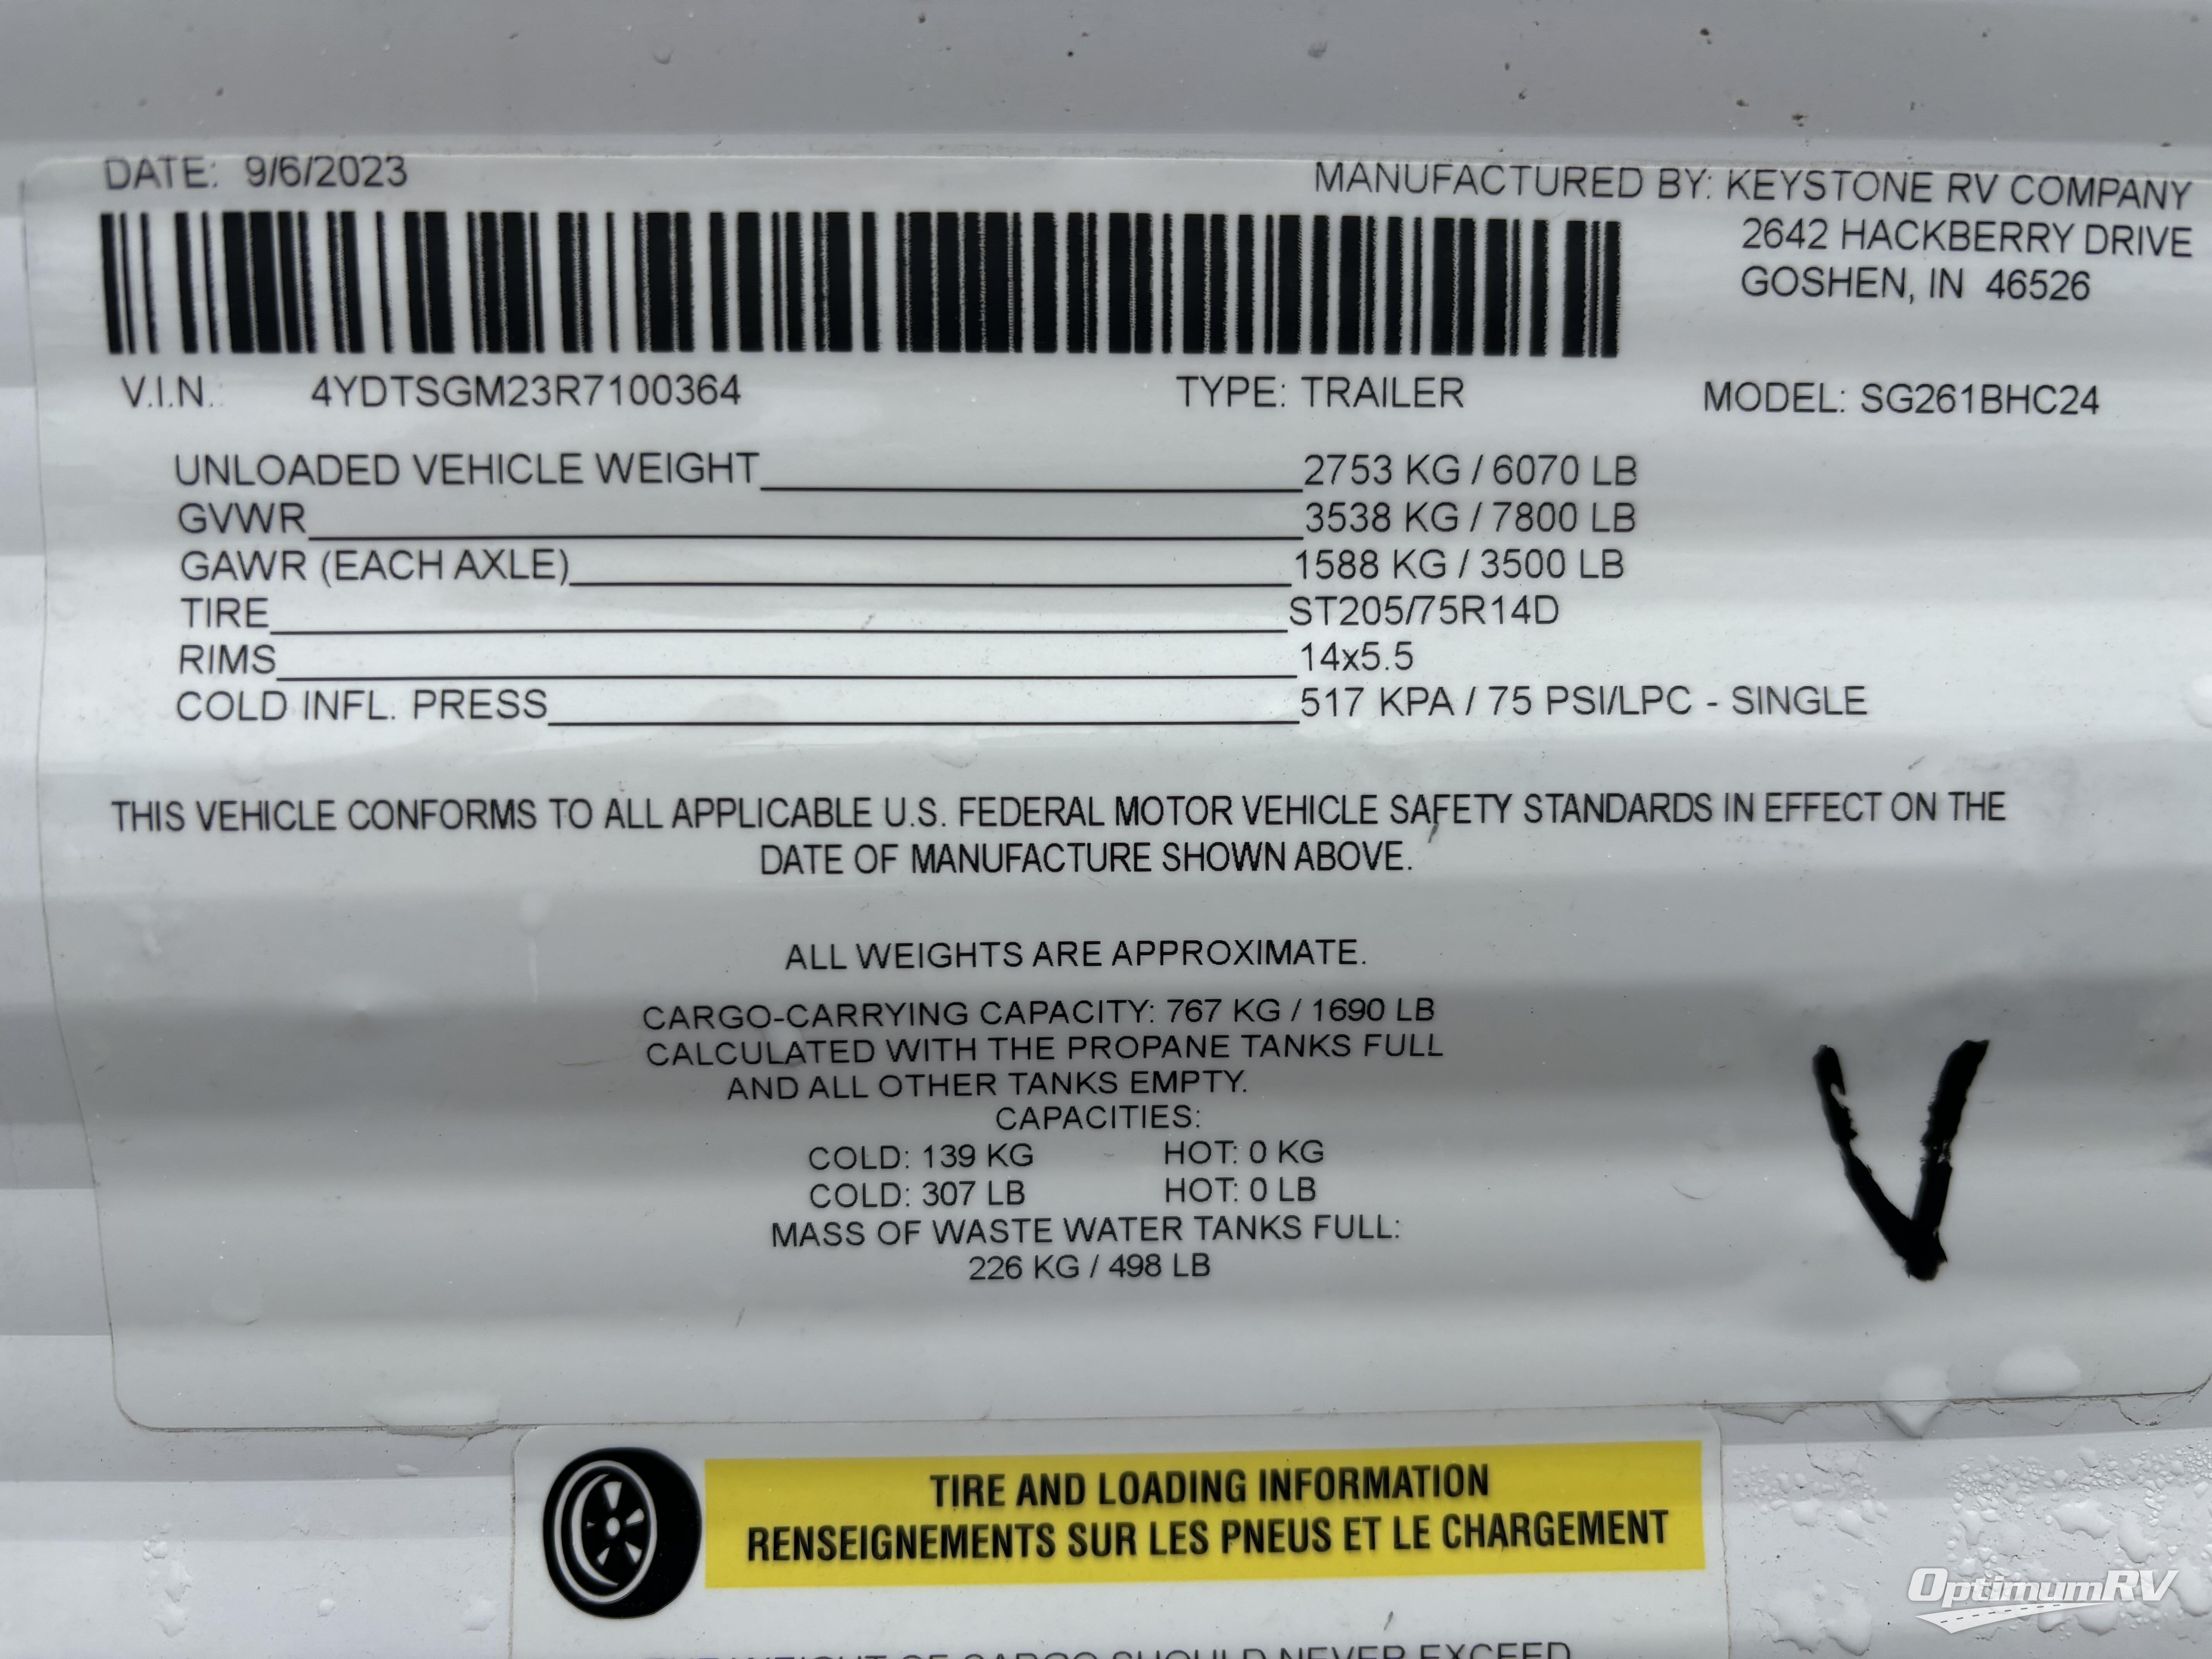 DATE: 9/6/2023
MANUFACTURED BY: KEYSTONE RV COMPANY
2642 HACKBERRY DRIVE
GOSHEN, IN 46526
V.I.N.: 4YDTSGM23R7100364 TYPE: TRAILER MODEL: SG261BHC24
UNLOADED VEHICLE WEIGHT 2753 KG / 6070 LB
GVWR 3538 KG / 7800 LB
GAWR (EACH AXLE) 1588 KG / 3500 LB
TIRE ST205/75R14D
RIMS 14x5.5
COLD INFL. PRESS 517 KPA / 75 PSI/LPC - SINGLE
THIS VEHICLE CONFORMS TO ALL APPLICABLE U.S. FEDERAL MOTOR VEHICLE SAFETY STANDARDS IN EFFECT ON THE
DATE OF MANUFACTURE SHOWN ABOVE.
ALL WEIGHTS ARE APPROXIMATE.
CARGO-CARRYING CAPACITY: 767 KG / 1690 LB
CALCULATED WITH THE PROPANE TANKS FULL
AND ALL OTHER TANKS EMPTY.
CAPACITIES:
COLD: 139 KG HOT: 0 KG
COLD: 307 LB HOT: 0 LB
MASS OF WASTE WATER TANKS FULL:
226 KG / 498 LB
V
TIRE AND LOADING INFORMATION
RENSEIGNEMENTS SUR LES PNEUS ET LE CHARGEMENT
OptimumRV
WEIGHT OF CARGO SHOULD NEVER EXCEED